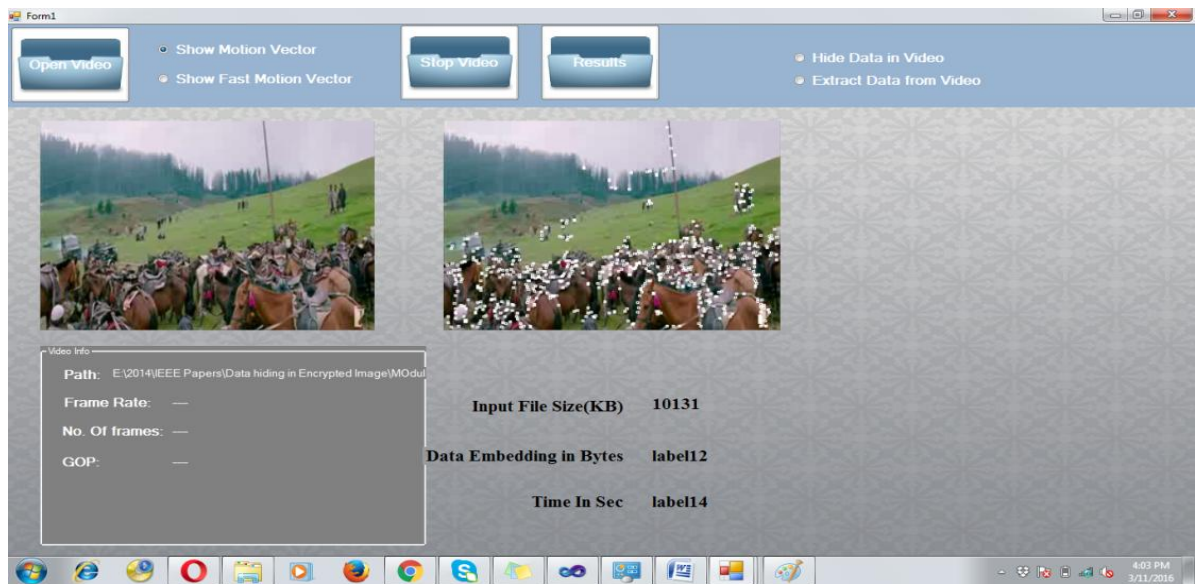 Form1
Open Video
Show Motion Vector
Show Fast Motion Vector
Stop Video
Results
Hide Data in Video
Extract Data from Video
Video Info
Path: E:\2014\IEEE Papers\Data hiding in Encrypted Image\MOdul
Frame Rate: ---
No. Of frames: ---
GOP: ---
Input File Size(KB) 10131
Data Embedding in Bytes label12
Time In Sec label14
4:03 PM
3/11/2016